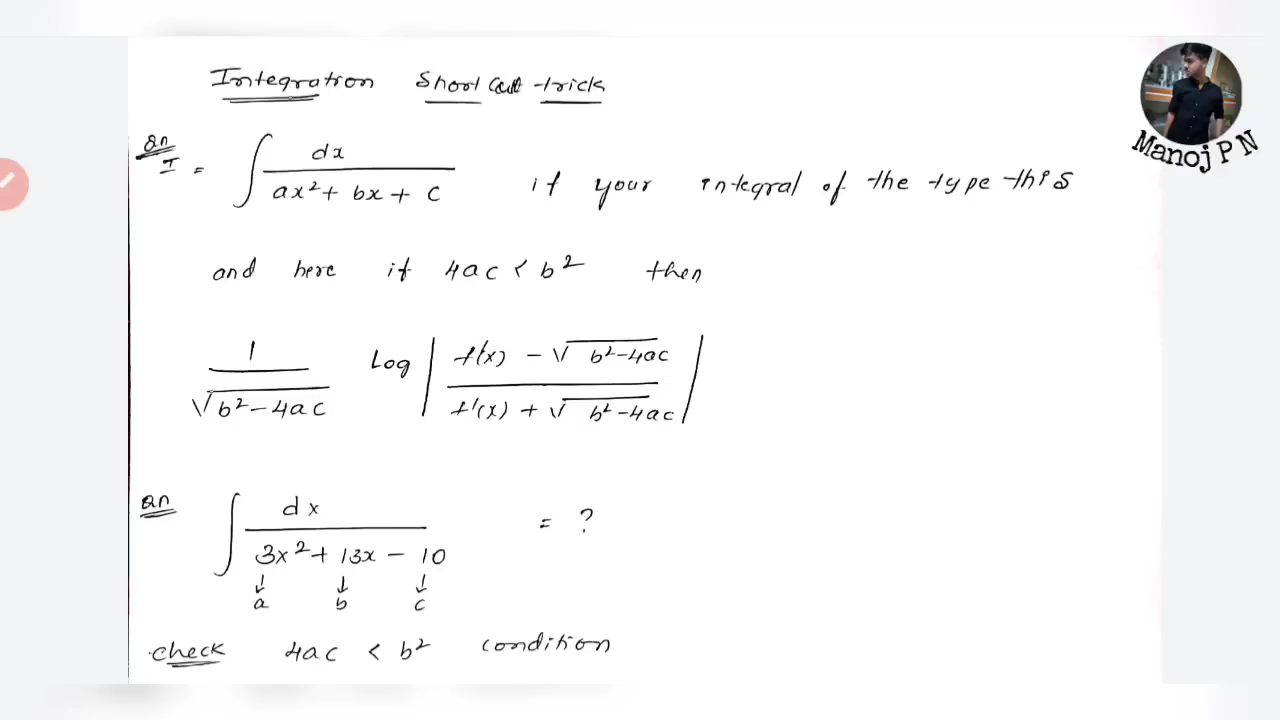 Integration Short Cut trick
Manoj P N
Qn I = ∫ dx / ax² + bx + c if your integral of the type this
and here if 4ac < b² then
1 / √b²-4ac Log | f'(x) - √b²-4ac / f'(x) + √b²-4ac |
Qn ∫ dx / 3x² + 13x - 10 = ?
↓ ↓ ↓
a b c
check 4ac < b² condition